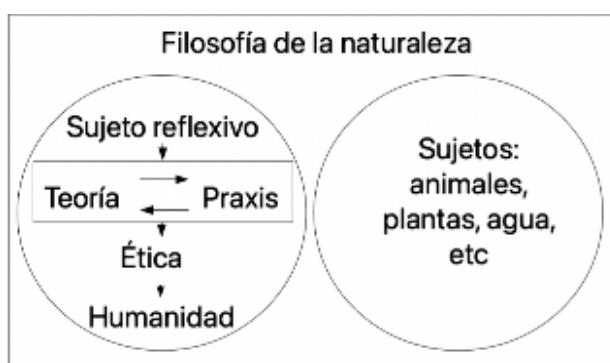 Filosofía de la naturaleza
Sujeto reflexivo
Teoría
Praxis
Ética
Humanidad
Sujetos:
animales,
plantas, agua,
etc